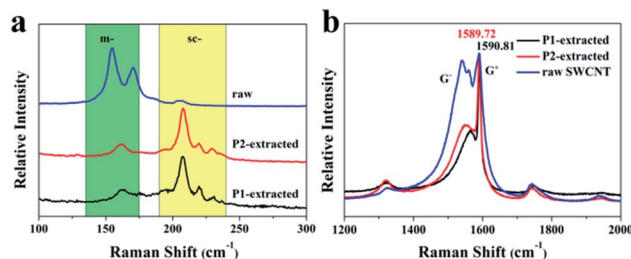 a
m-
sc-
raw
P2-extracted
P1-extracted
Relative Intensity
100 150 200 250 300
Raman Shift (cm⁻¹)
b
1589.72
1590.81
G⁻
G⁺
P1-extracted
P2-extracted
raw SWCNT
Relative Intensity
1200 1400 1600 1800 2000
Raman Shift (cm⁻¹)